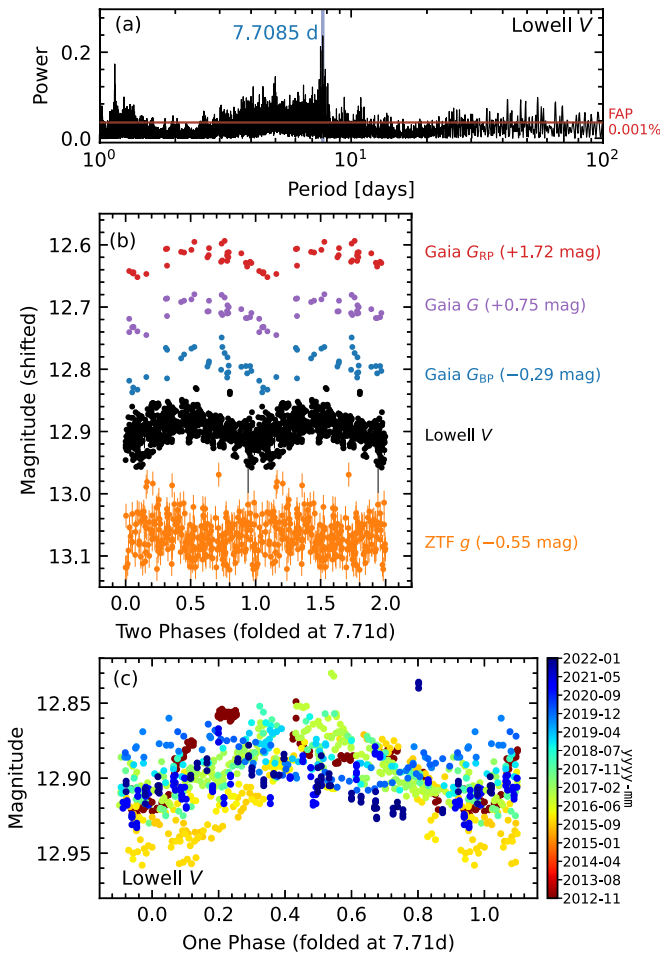 (a)
Lowell V
7.7085 d
0.2
0.0
Power
FAP
0.001%
10⁰
10¹
10²
Period [days]
(b)
12.6
12.7
12.8
12.9
13.0
13.1
Magnitude (shifted)
Gaia G_RP (+1.72 mag)
Gaia G (+0.75 mag)
Gaia G_BP (−0.29 mag)
Lowell V
ZTF g (−0.55 mag)
0.0 0.5 1.0 1.5 2.0
Two Phases (folded at 7.71d)
(c)
12.85
12.90
12.95
Magnitude
Lowell V
0.0 0.2 0.4 0.6 0.8 1.0
One Phase (folded at 7.71d)
2022-01
2021-05
2020-09
2019-12
2019-04
2018-07
2017-11
2017-02
2016-06
2015-09
2015-01
2014-04
2013-08
2012-11
yyyy-mm